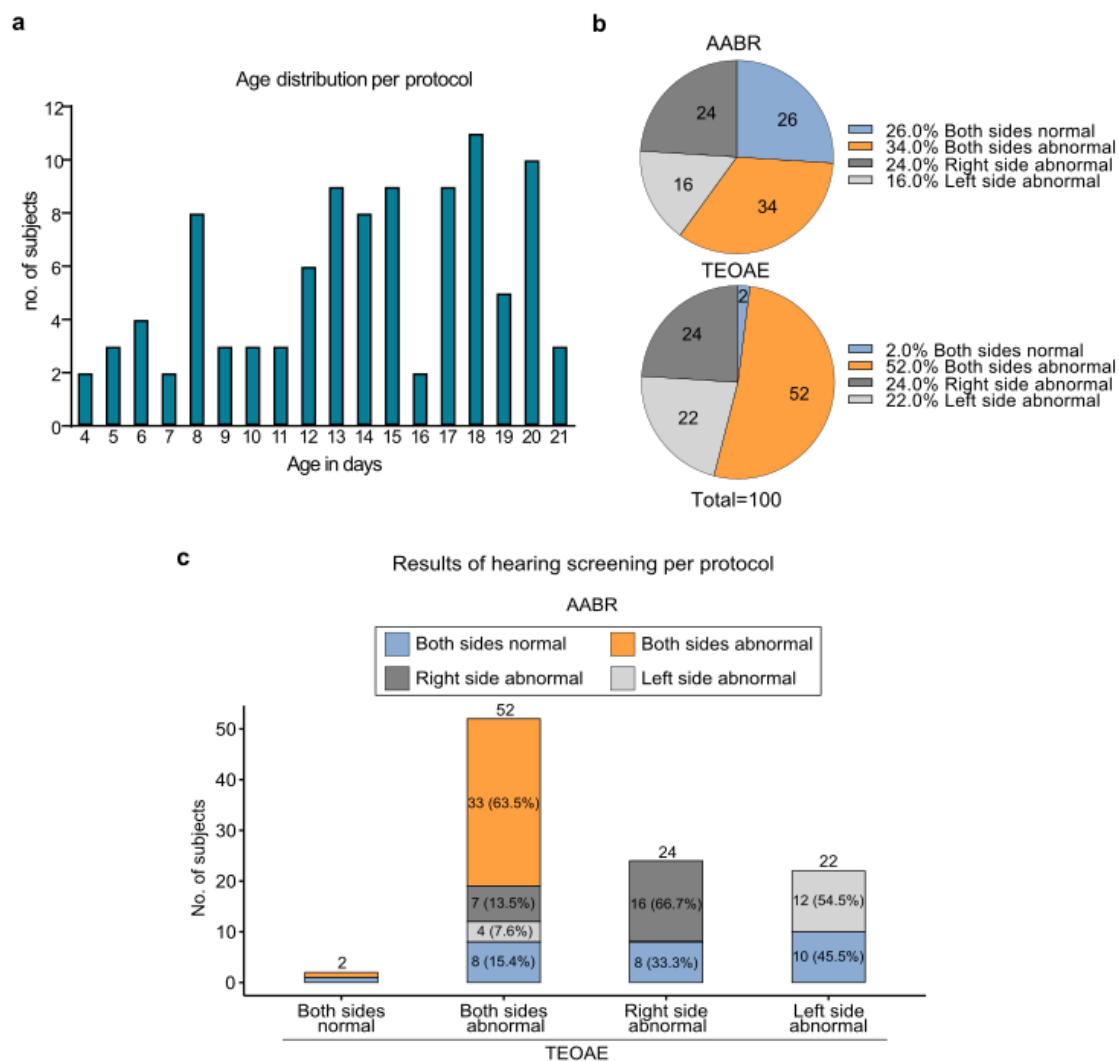 a
Age distribution per protocol
no. of subjects
12
10
8
6
4
2
0
4 5 6 7 8 9 10 11 12 13 14 15 16 17 18 19 20 21
Age in days
b
AABR
24
26
16
34
26.0% Both sides normal
34.0% Both sides abnormal
24.0% Right side abnormal
16.0% Left side abnormal
TEOAE
2
24
52
22
2.0% Both sides normal
52.0% Both sides abnormal
24.0% Right side abnormal
22.0% Left side abnormal
Total=100
c
Results of hearing screening per protocol
AABR
Both sides normal
Both sides abnormal
Right side abnormal
Left side abnormal
No. of subjects
50
40
30
20
10
0
2
52
33 (63.5%)
7 (13.5%)
4 (7.6%)
8 (15.4%)
24
16 (66.7%)
8 (33.3%)
22
12 (54.5%)
10 (45.5%)
Both sides
normal
Both sides
abnormal
Right side
abnormal
Left side
abnormal
TEOAE